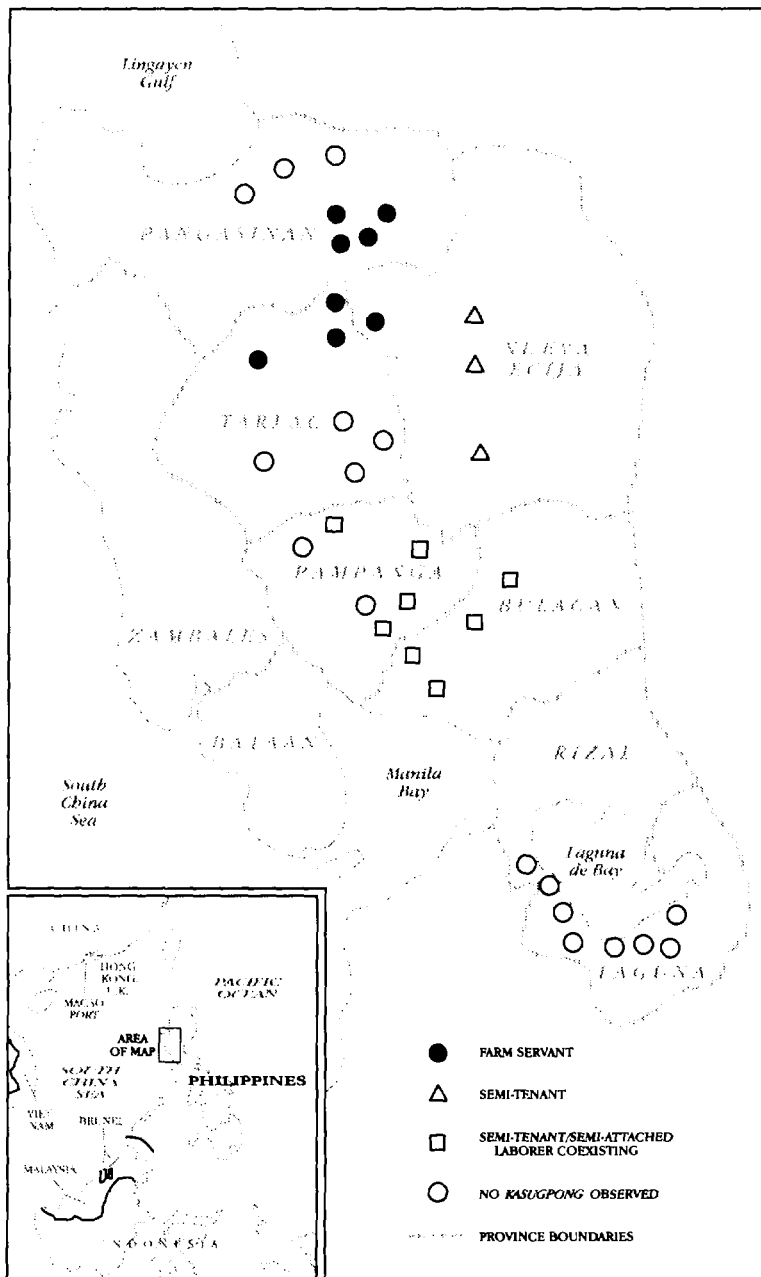 Lingayen
Gulf
PANGASINAN
NUEVA
ECIJA
TARLAC
PAMPANGA
BULACAN
ZAMBALES
BATAAN
RIZAL
Manila
Bay
South
China
Sea
Laguna
de Bay
LAGUNA
CHINA
HONG
KONG
U.K.
MACAO
PORT
PACIFIC
OCEAN
AREA
OF MAP
SOUTH
CHINA
SEA
PHILIPPINES
VIET
NAM
BRUNEI
MALAYSIA
INDONESIA
FARM SERVANT
SEMI-TENANT
SEMI-TENANT/SEMI-ATTACHED
LABORER COEXISTING
NO KASUGPONG OBSERVED
PROVINCE BOUNDARIES